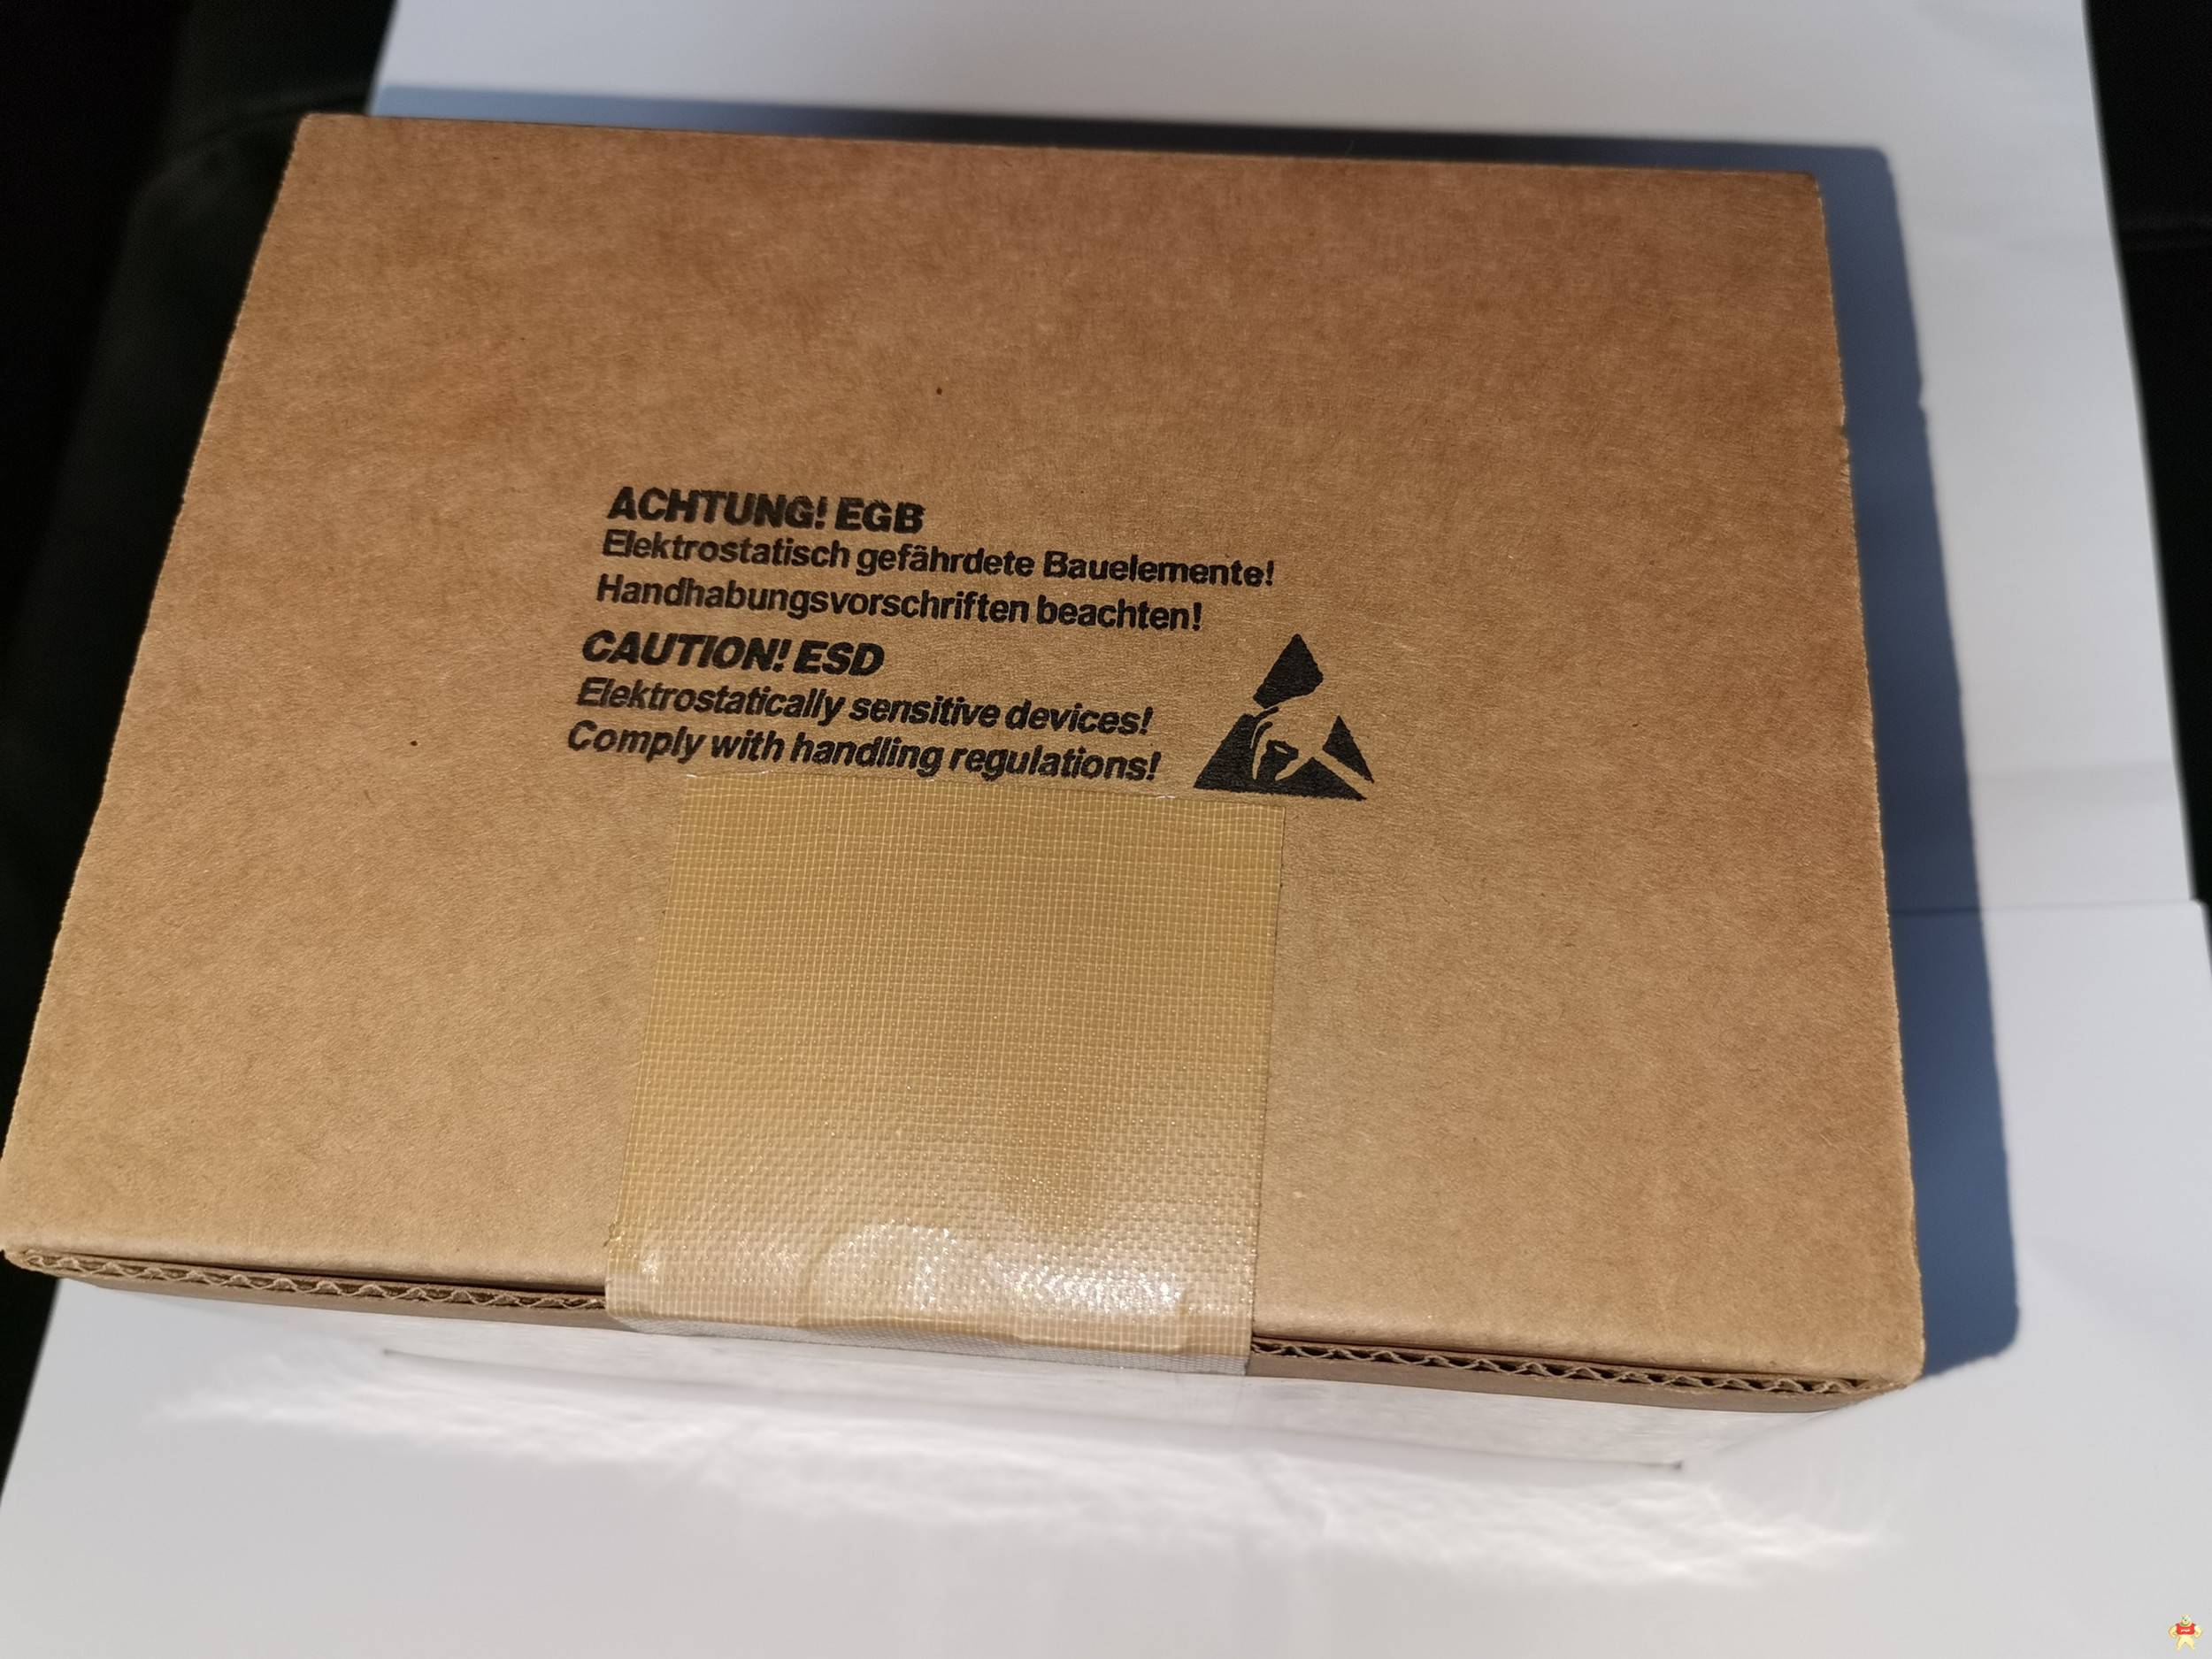 ACHTUNG! EGB
Elektrostatisch gefährdete Bauelemente!
Handhabungsvorschriften beachten!
CAUTION! ESD
Elektrostatically sensitive devices!
Comply with handling regulations!